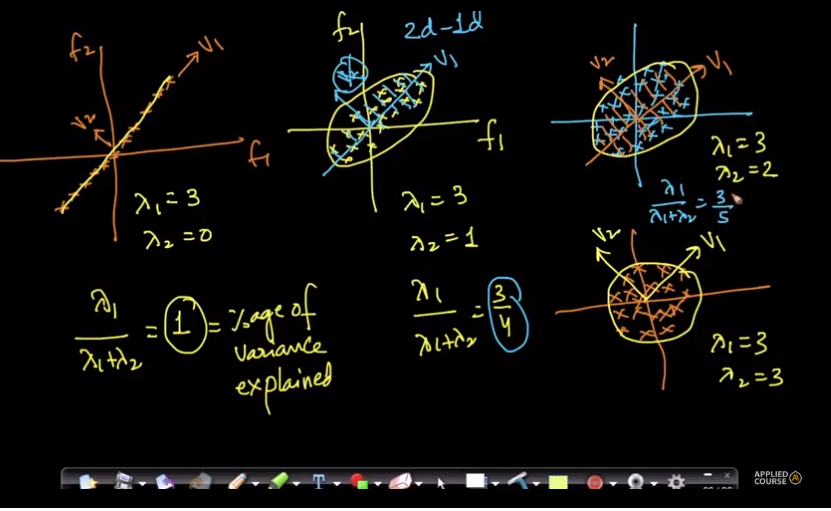 f₂
V₁
V₂
f₁
λ₁ = 3
λ₂ = 0
λ₁
λ₁+λ₂
= 1 = %age of
variance
explained
f₂
2d-1d
V₁
f₁
λ₁ = 3
λ₂ = 1
λ₁
λ₁+λ₂
= 3
4
V₂
V₁
λ₁ = 3
λ₂ = 2
λ₁
λ₁+λ₂
= 3
5
V₂
V₁
λ₁ = 3
λ₂ = 3
T
APPLIED
COURSE